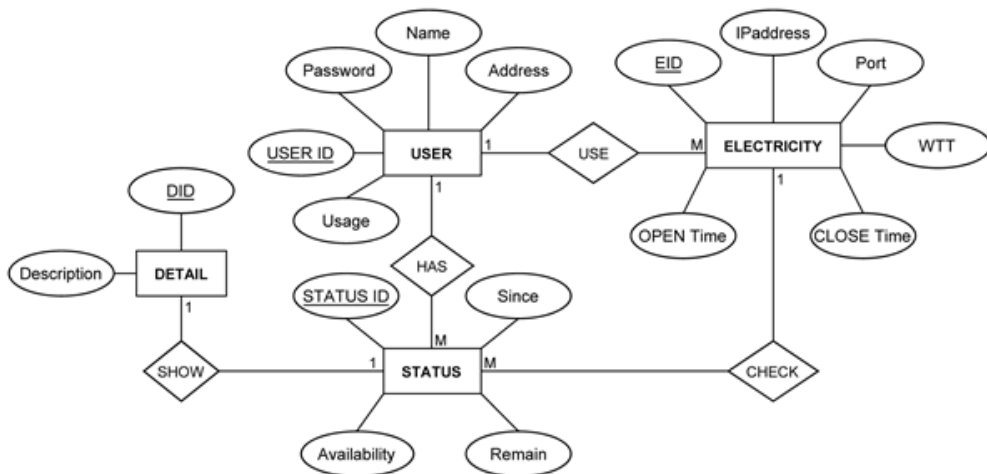 Name
IPaddress
Password
Address
EID
Port
USER ID
USER
1
USE
M
ELECTRICITY
WTT
1
1
DID
Usage
OPEN Time
CLOSE Time
Description
DETAIL
HAS
1
STATUS ID
Since
M
SHOW
1
STATUS
M
CHECK
Availability
Remain